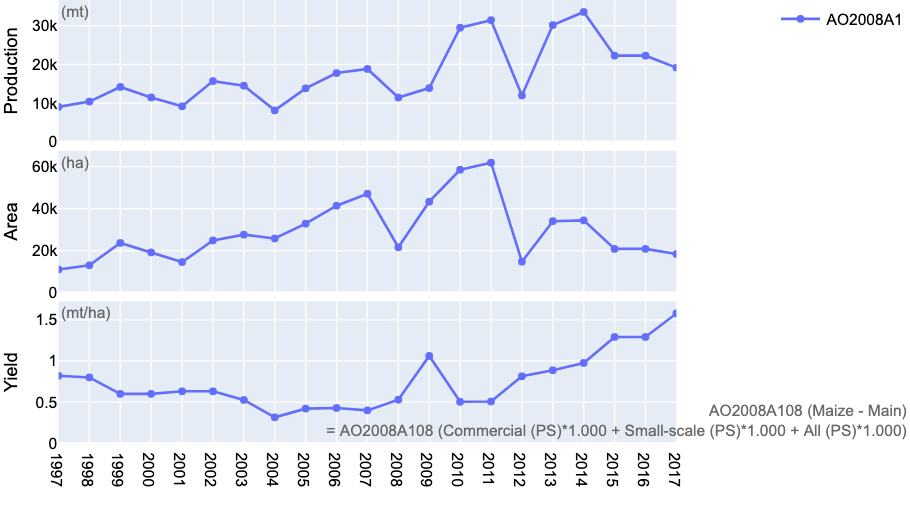 (mt)
AO2008A1
30k
20k
10k
0
Production
(ha)
60k
40k
20k
0
Area
(mt/ha)
1.5
1
0.5
0
Yield
AO2008A108 (Maize - Main)
= AO2008A108 (Commercial (PS)*1.000 + Small-scale (PS)*1.000 + All (PS)*1.000)
1997
1998
1999
2000
2001
2002
2003
2004
2005
2006
2007
2008
2009
2010
2011
2012
2013
2014
2015
2016
2017